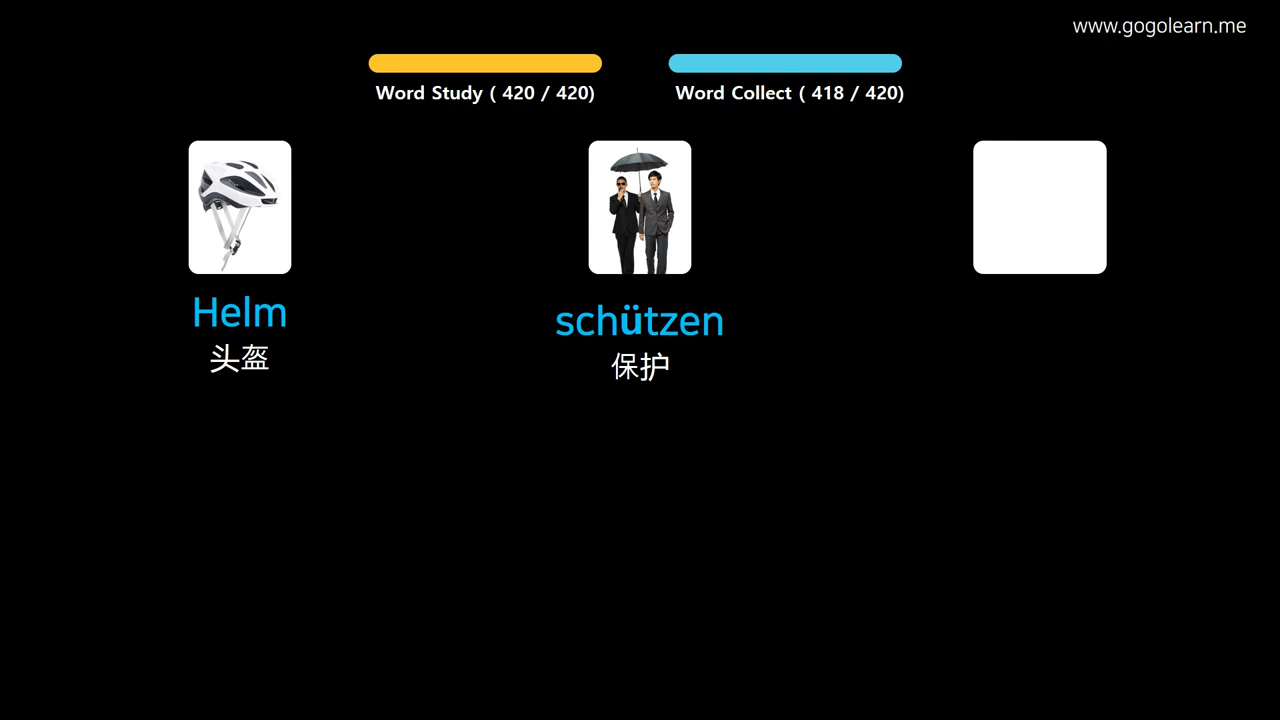 www.gogolearn.me
Word Study ( 420 / 420)
Word Collect ( 418 / 420)
Helm
头盔
schützen
保护